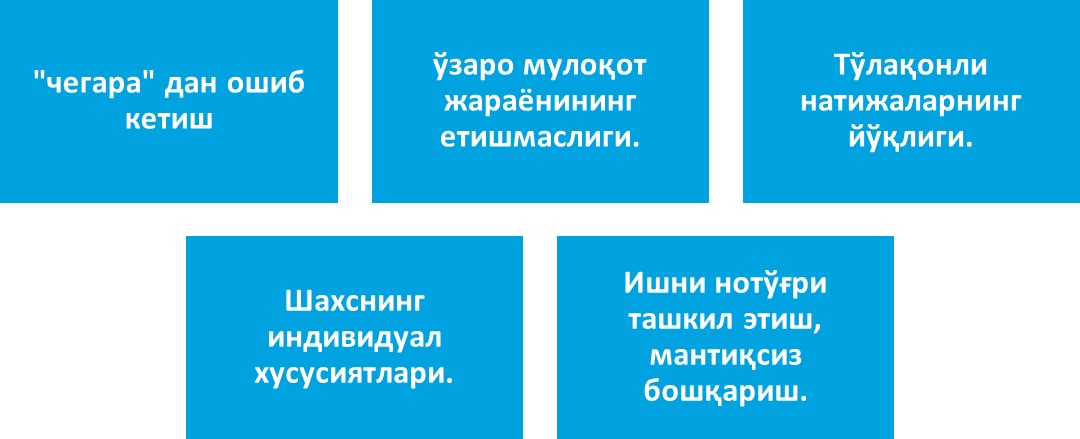 "чегара" дан ошиб
кетиш
ўзаро мулоқот
жараёнининг
етишмаслиги.
Тўлақонли
натижаларнинг
йўқлиги.
Шахснинг
индивидуал
хусусиятлари.
Ишни нотўғри
ташкил этиш,
мантиқсиз
бошқариш.